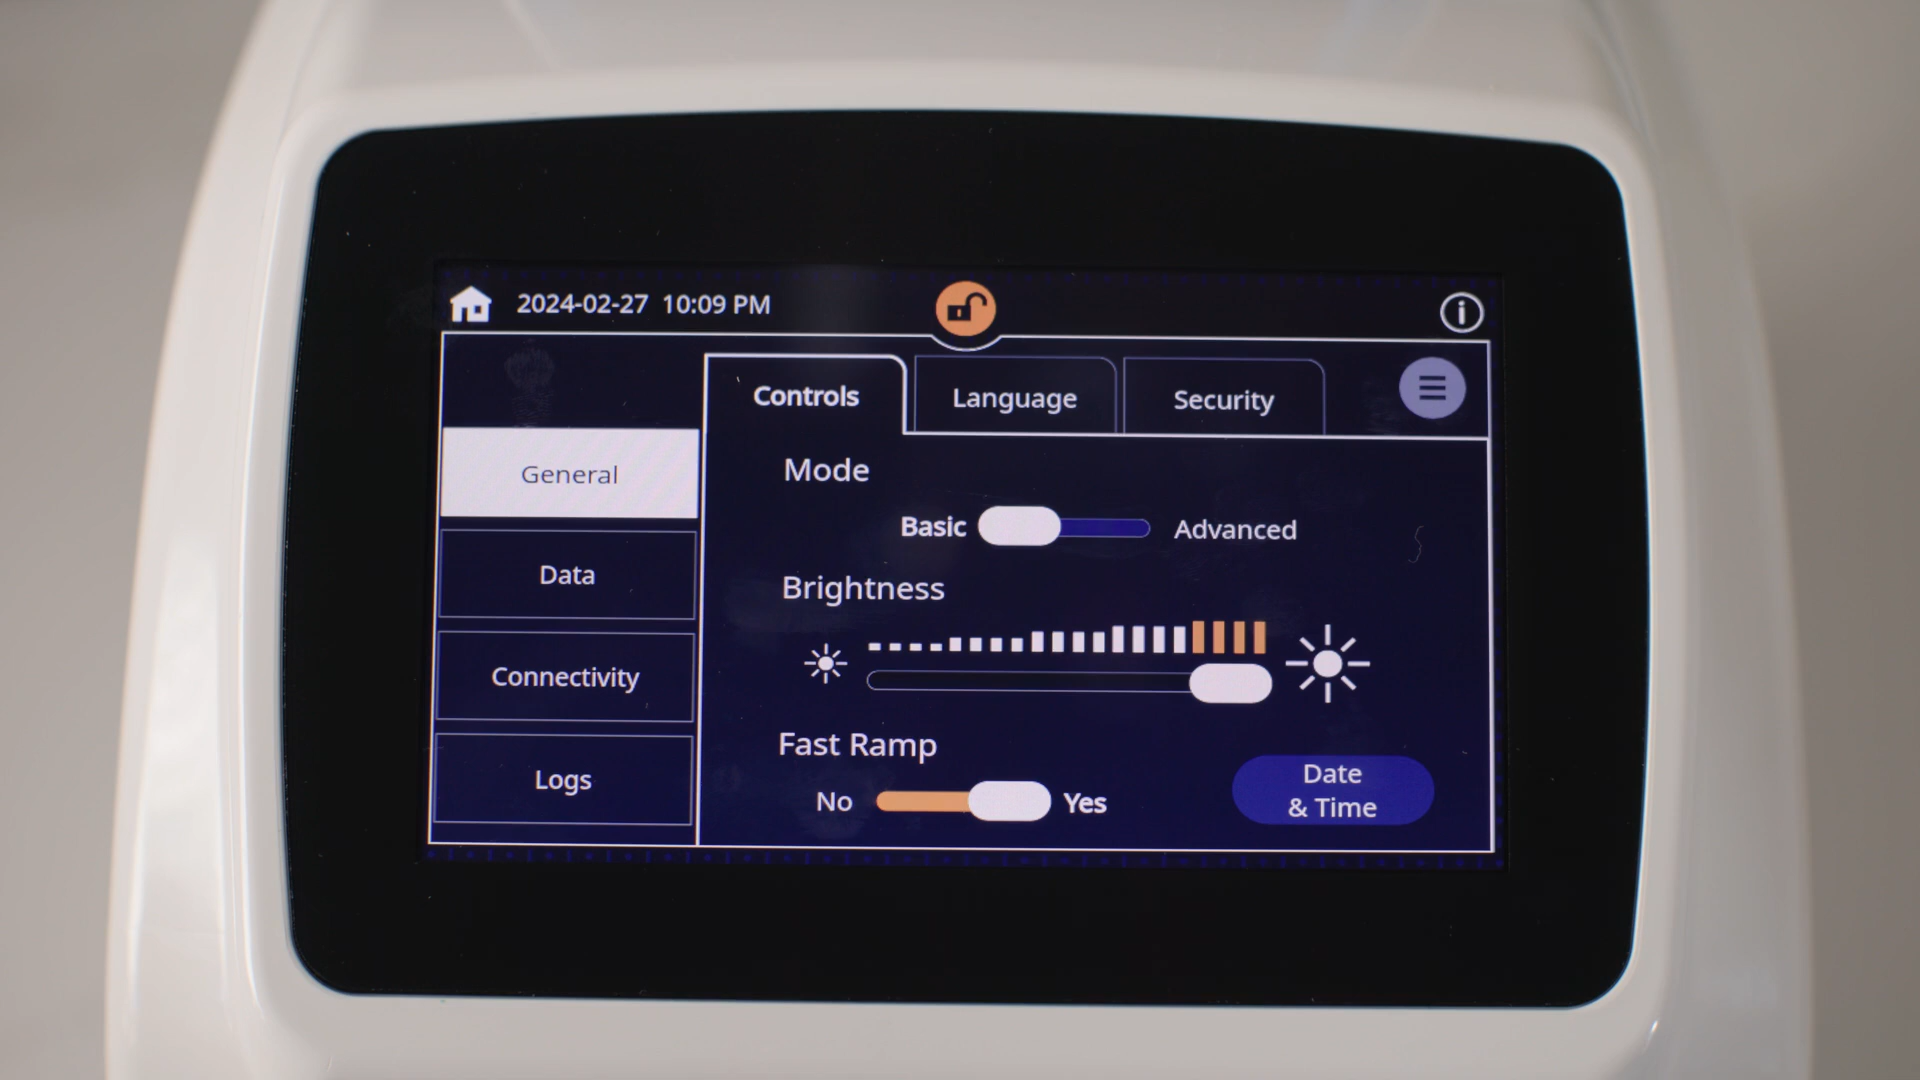 2024-02-27 10:09 PM
Controls
Language
Security
General
Data
Connectivity
Logs
Mode
Basic
Advanced
Brightness
Fast Ramp
No
Yes
Date
& Time